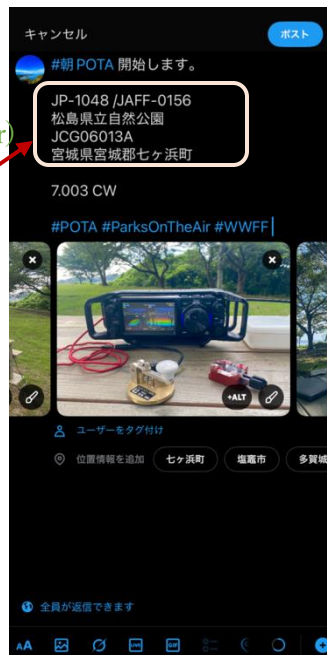 キャンセル
ポスト
#朝POTA 開始します。
JP-1048 /JAFF-0156
松島県立自然公園
JCG06013A
宮城県宮城郡七ヶ浜町
7.003 CW
#POTA #ParksOnTheAir #WWFF
+ALT
ユーザーをタグ付け
位置情報を追加
七ヶ浜町
塩竈市
多賀城
全員が返信できます
AA
GIF